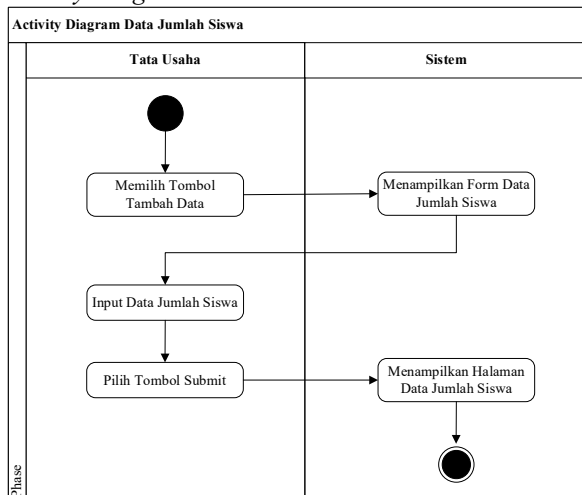 Activity Diagram Data Jumlah Siswa
Tata Usaha
Sistem
Memilih Tombol
Tambah Data
Menampilkan Form Data
Jumlah Siswa
Input Data Jumlah Siswa
Pilih Tombol Submit
Menampilkan Halaman
Data Jumlah Siswa
Phase